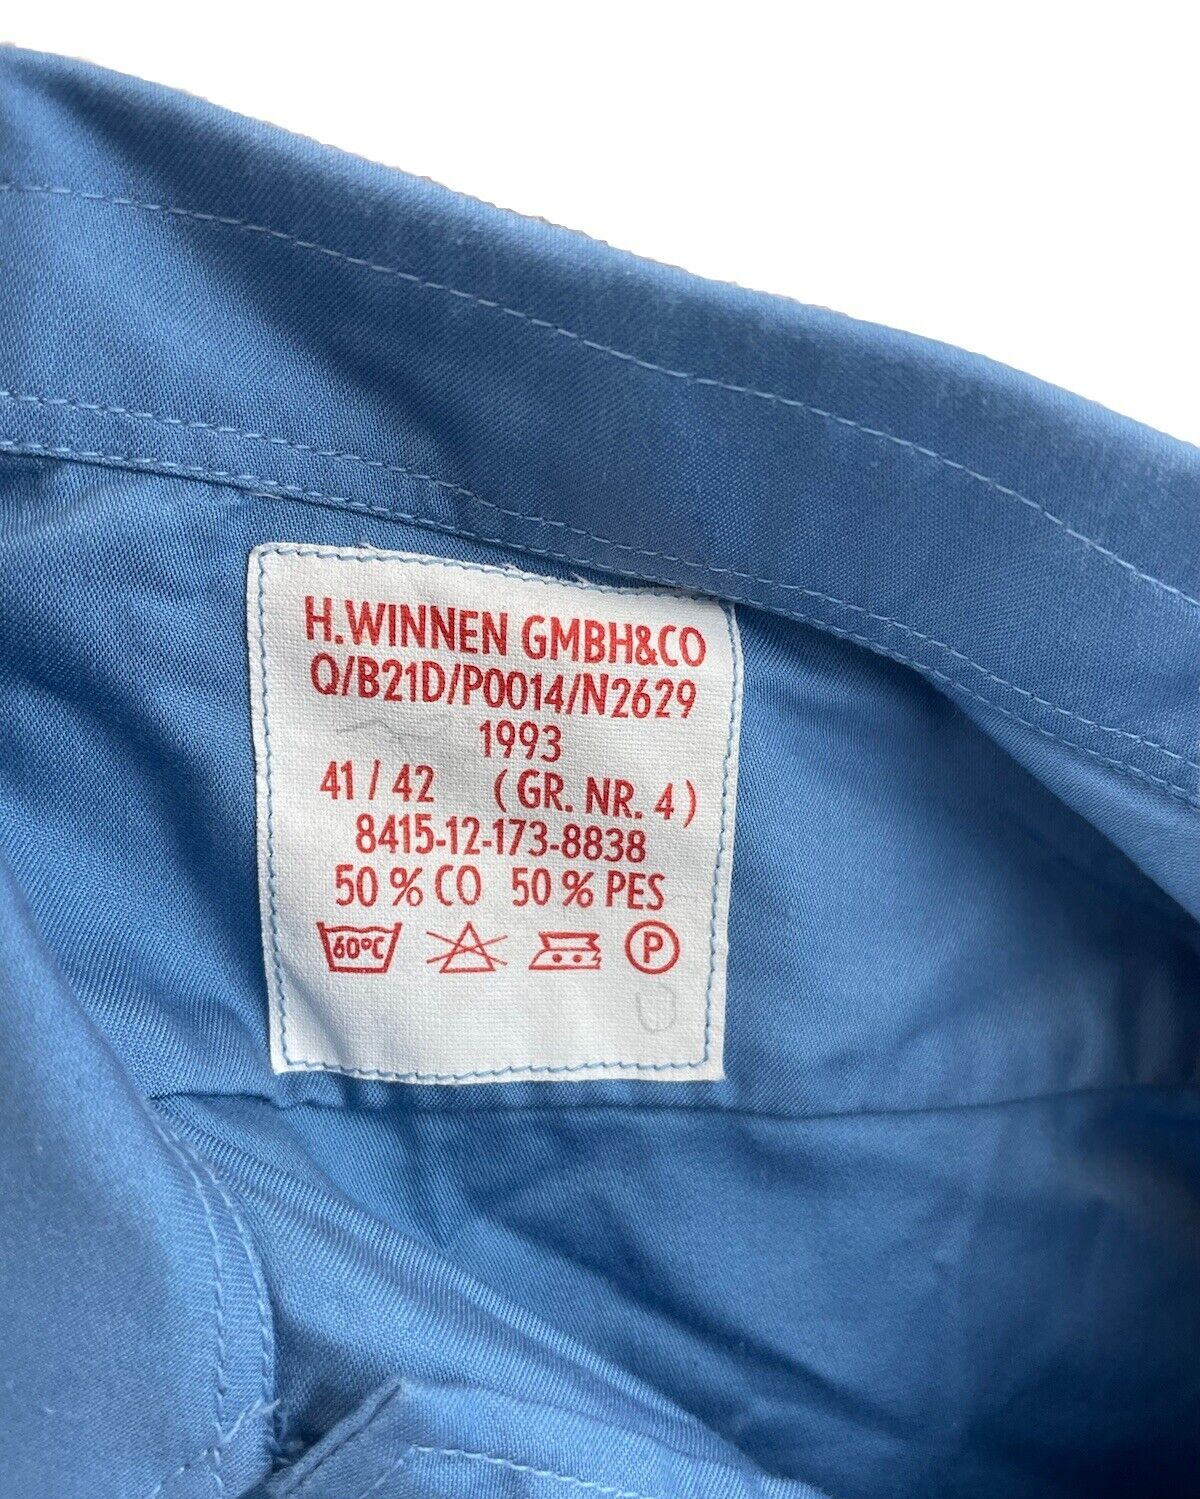 H.WINNEN GMBH&CO
Q/B21D/P0014/N2629
1993
41 / 42 (GR. NR. 4)
8415-12-173-8838
50 % CO 50 % PES
60°C P